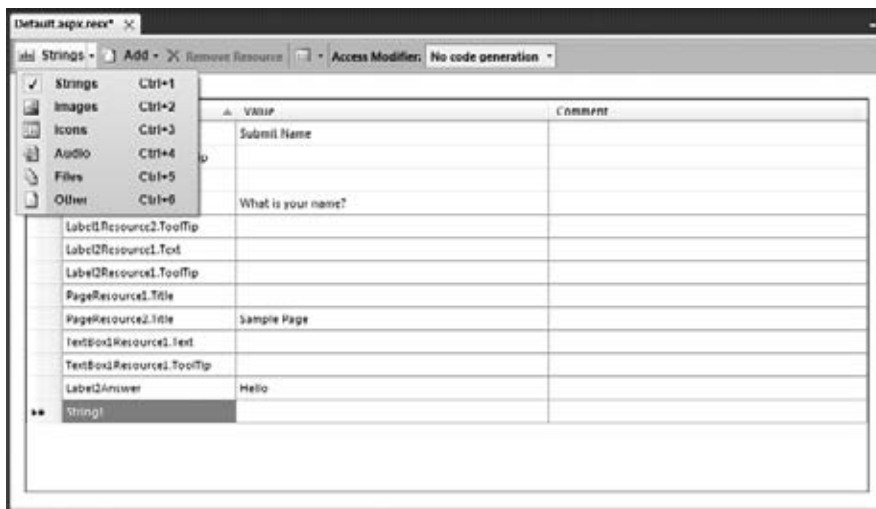 Default.aspx.resx*
Strings Add Remove Resource Access Modifier: No code generation
Strings Ctrl+1
Images Ctrl+2
Icons Ctrl+3
Audio Ctrl+4
Files Ctrl+5
Other Ctrl+6
Value Comment
Submit Name
What is your name?
Label1Resource2.ToolTip
Label2Resource1.Text
Label2Resource1.ToolTip
PageResource1.Title
PageResource2.Title Sample Page
TextBox1Resource1.Text
TextBox1Resource1.ToolTip
Label2Answer Hello
String1